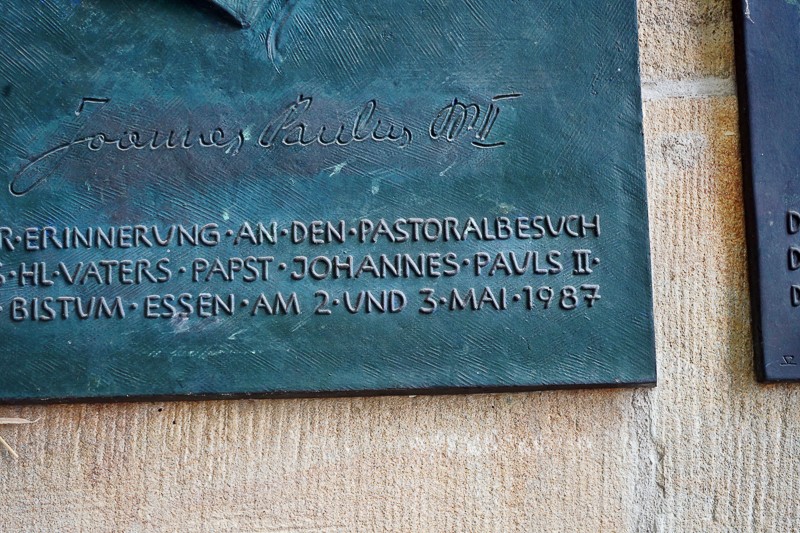 Joannes Paulus PP II
R·ERINNERUNG·AN·DEN·PASTORALBESUCH
S·HL·VATERS·PAPST·JOHANNES·PAULS II·
BISTUM·ESSEN·AM·2·UND·3·MAI·1987
D
D
D